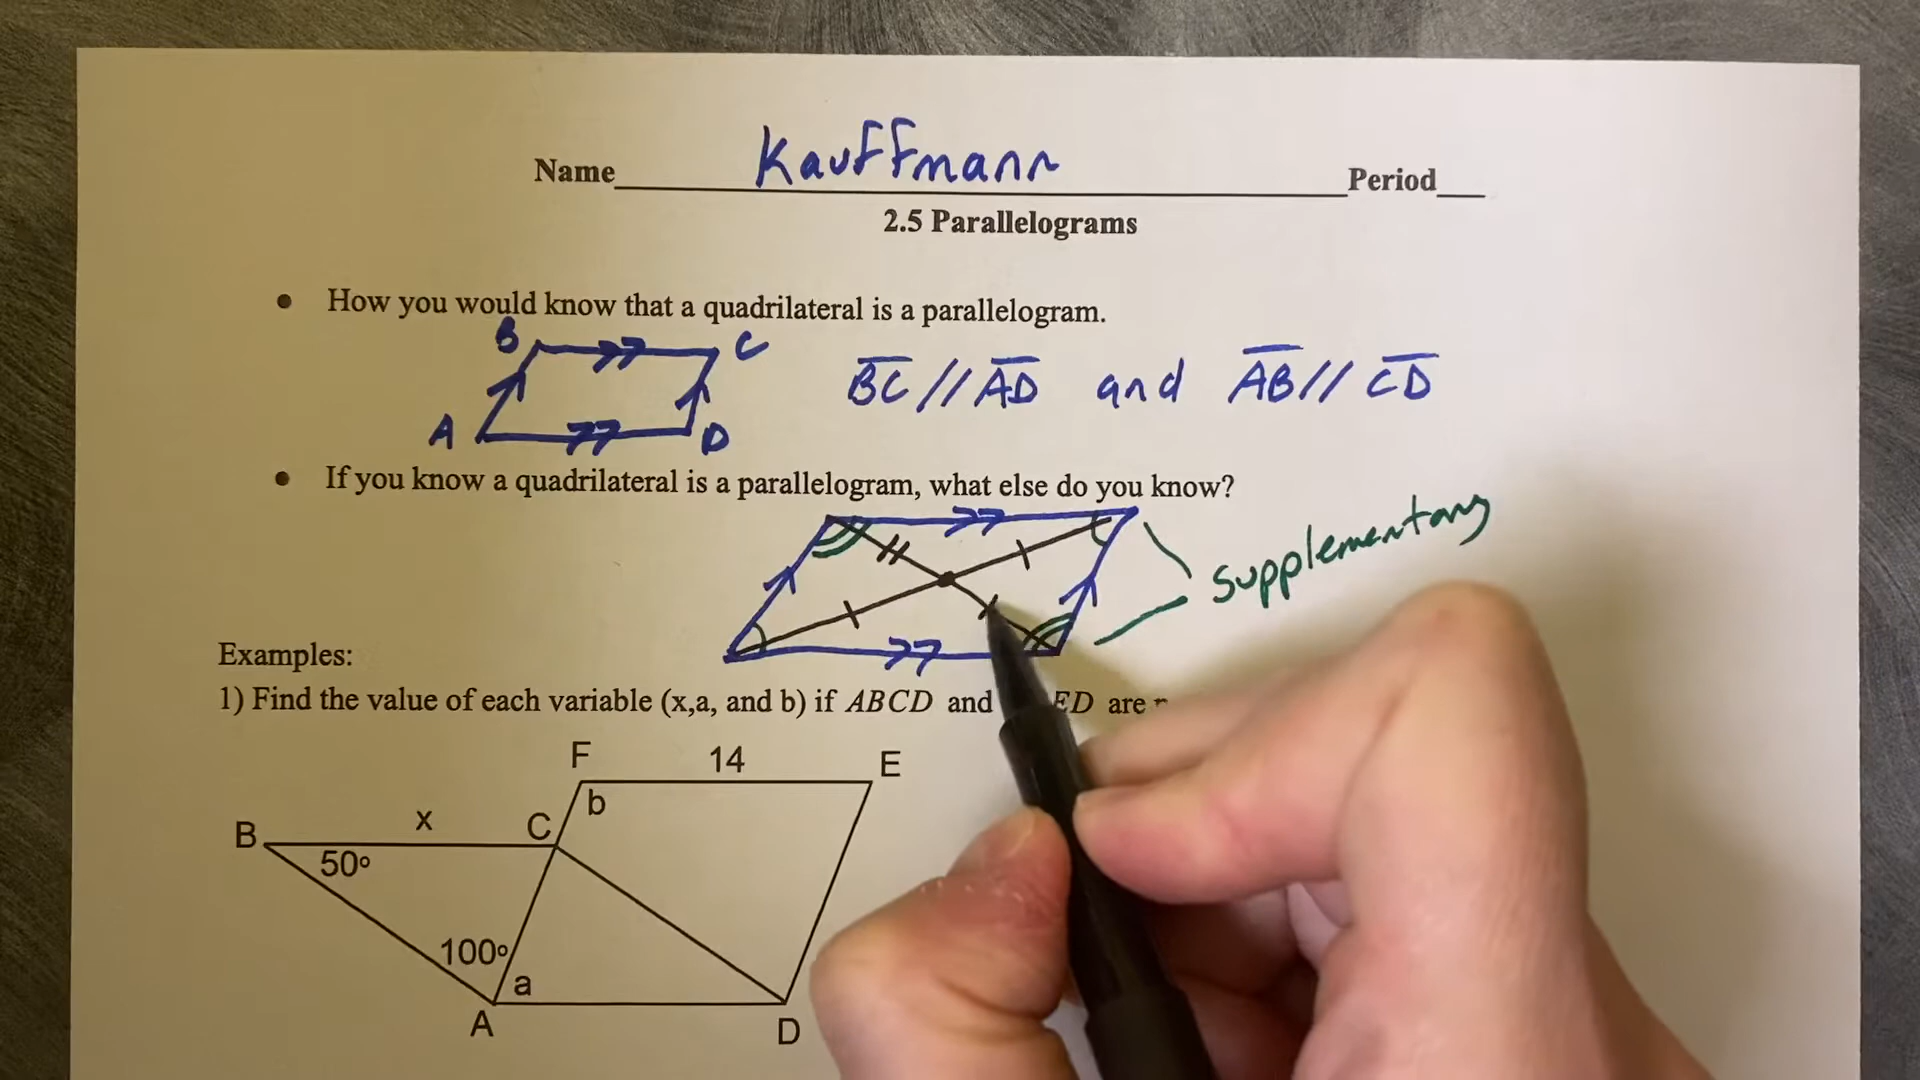 Name Kauffmann Period
2.5 Parallelograms
● How you would know that a quadrilateral is a parallelogram.
B C
A D
BC // AD and AB // CD
● If you know a quadrilateral is a parallelogram, what else do you know?
supplementary
Examples:
1) Find the value of each variable (x,a, and b) if ABCD and ED are
F 14 E
b
B x C
50°
100°
a
A D